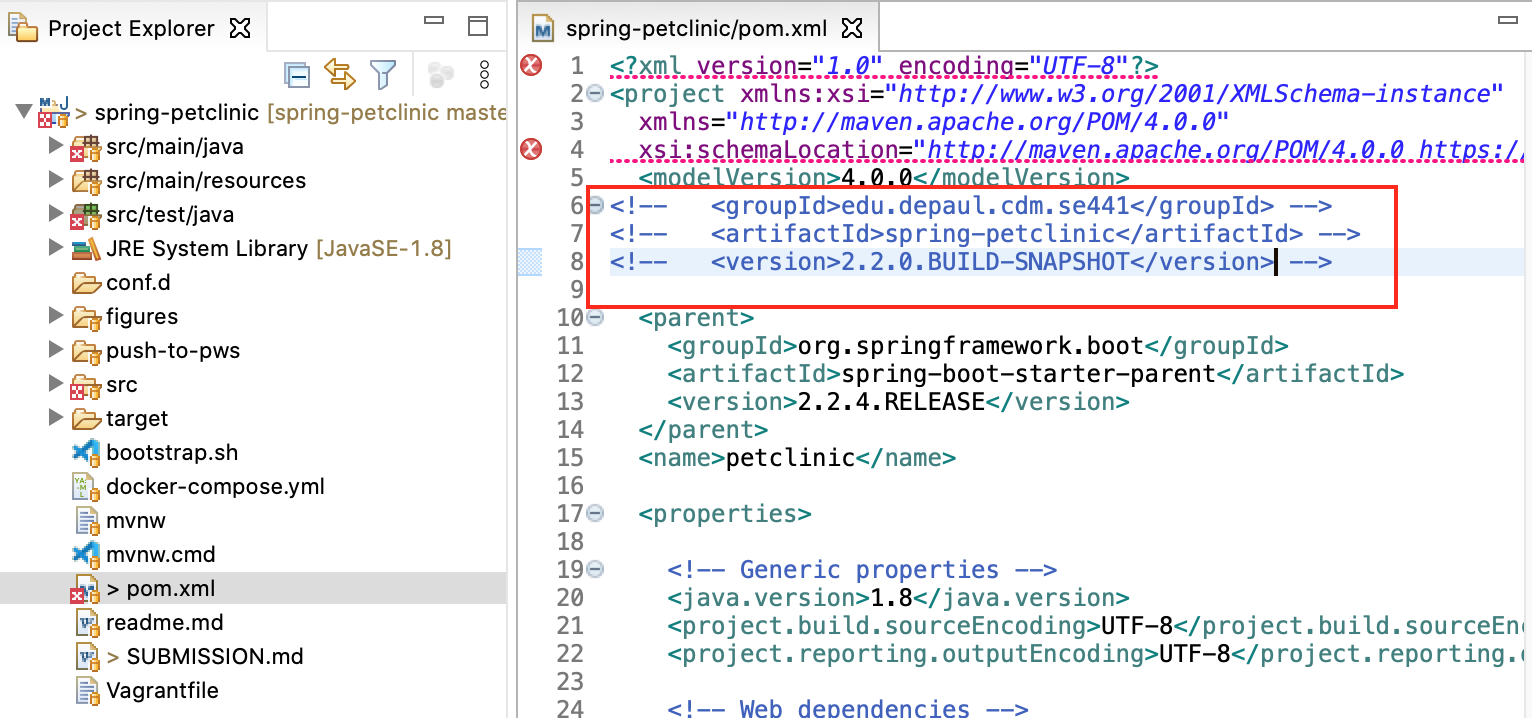 Project Explorer
spring-petclinic [spring-petclinic maste
src/main/java
src/main/resources
src/test/java
JRE System Library [JavaSE-1.8]
conf.d
figures
push-to-pws
src
target
bootstrap.sh
docker-compose.yml
mvnw
mvnw.cmd
> pom.xml
readme.md
> SUBMISSION.md
Vagrantfile
spring-petclinic/pom.xml
1 <?xml version="1.0" encoding="UTF-8"?>
2 <project xmlns:xsi="http://www.w3.org/2001/XMLSchema-instance"
3 xmlns="http://maven.apache.org/POM/4.0.0"
4 xsi:schemaLocation="http://maven.apache.org/POM/4.0.0 https:/
5 <modelVersion>4.0.0</modelVersion>
6 <!-- <groupId>edu.depaul.cdm.se441</groupId> -->
7 <!-- <artifactId>spring-petclinic</artifactId> -->
8 <!-- <version>2.2.0.BUILD-SNAPSHOT</version> -->
9
10 <parent>
11 <groupId>org.springframework.boot</groupId>
12 <artifactId>spring-boot-starter-parent</artifactId>
13 <version>2.2.4.RELEASE</version>
14 </parent>
15 <name>petclinic</name>
16
17 <properties>
18
19 <!-- Generic properties -->
20 <java.version>1.8</java.version>
21 <project.build.sourceEncoding>UTF-8</project.build.sourceEn
22 <project.reporting.outputEncoding>UTF-8</project.reporting.
23
24 <!-- Web dependencies -->